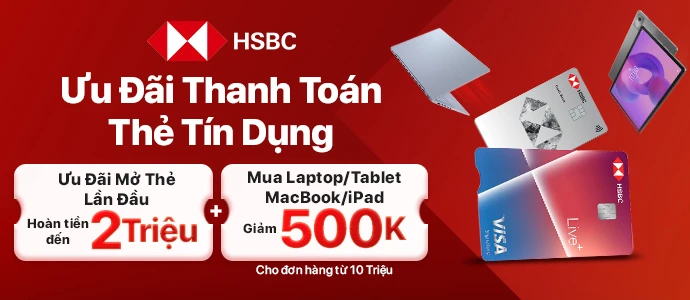 HSBC
Ưu Đãi Thanh Toán
Thẻ Tín Dụng
Ưu Đãi Mở Thẻ
Lần Đầu
Hoàn tiền
đến
2Triệu
+
Mua Laptop/Tablet
MacBook/iPad
Giảm
500K
Cho đơn hàng từ 10 Triệu
HSBC
HSBC
Live+
VISA